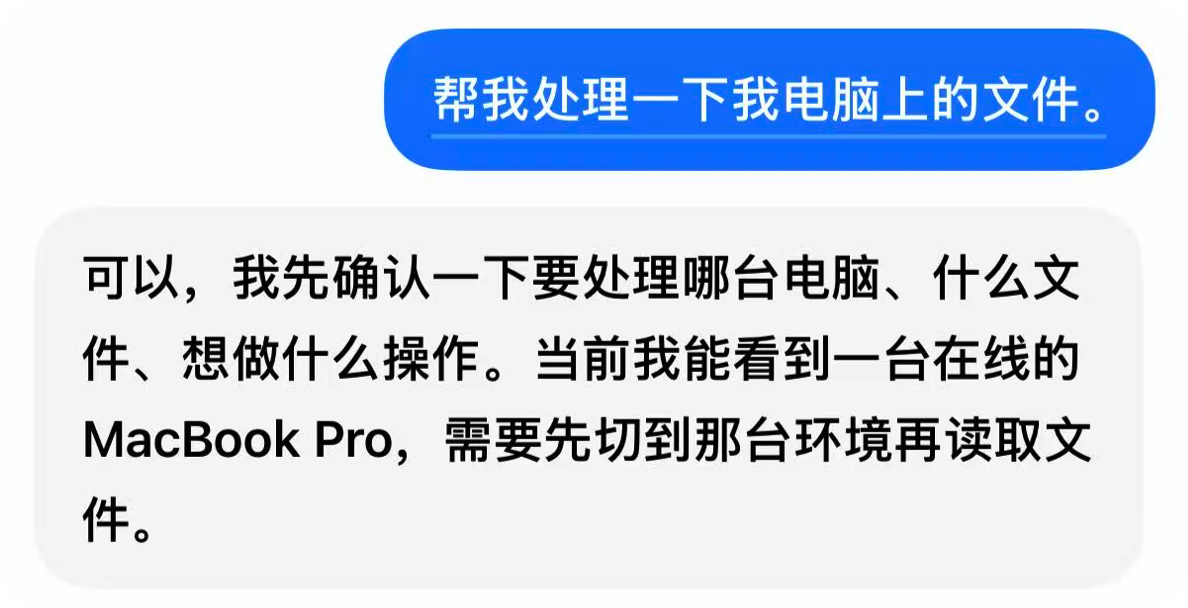 帮我处理一下我电脑上的文件。
可以，我先确认一下要处理哪台电脑、什么文
件、想做什么操作。当前我能看到一台在线的
MacBook Pro，需要先切到那台环境再读取文
件。